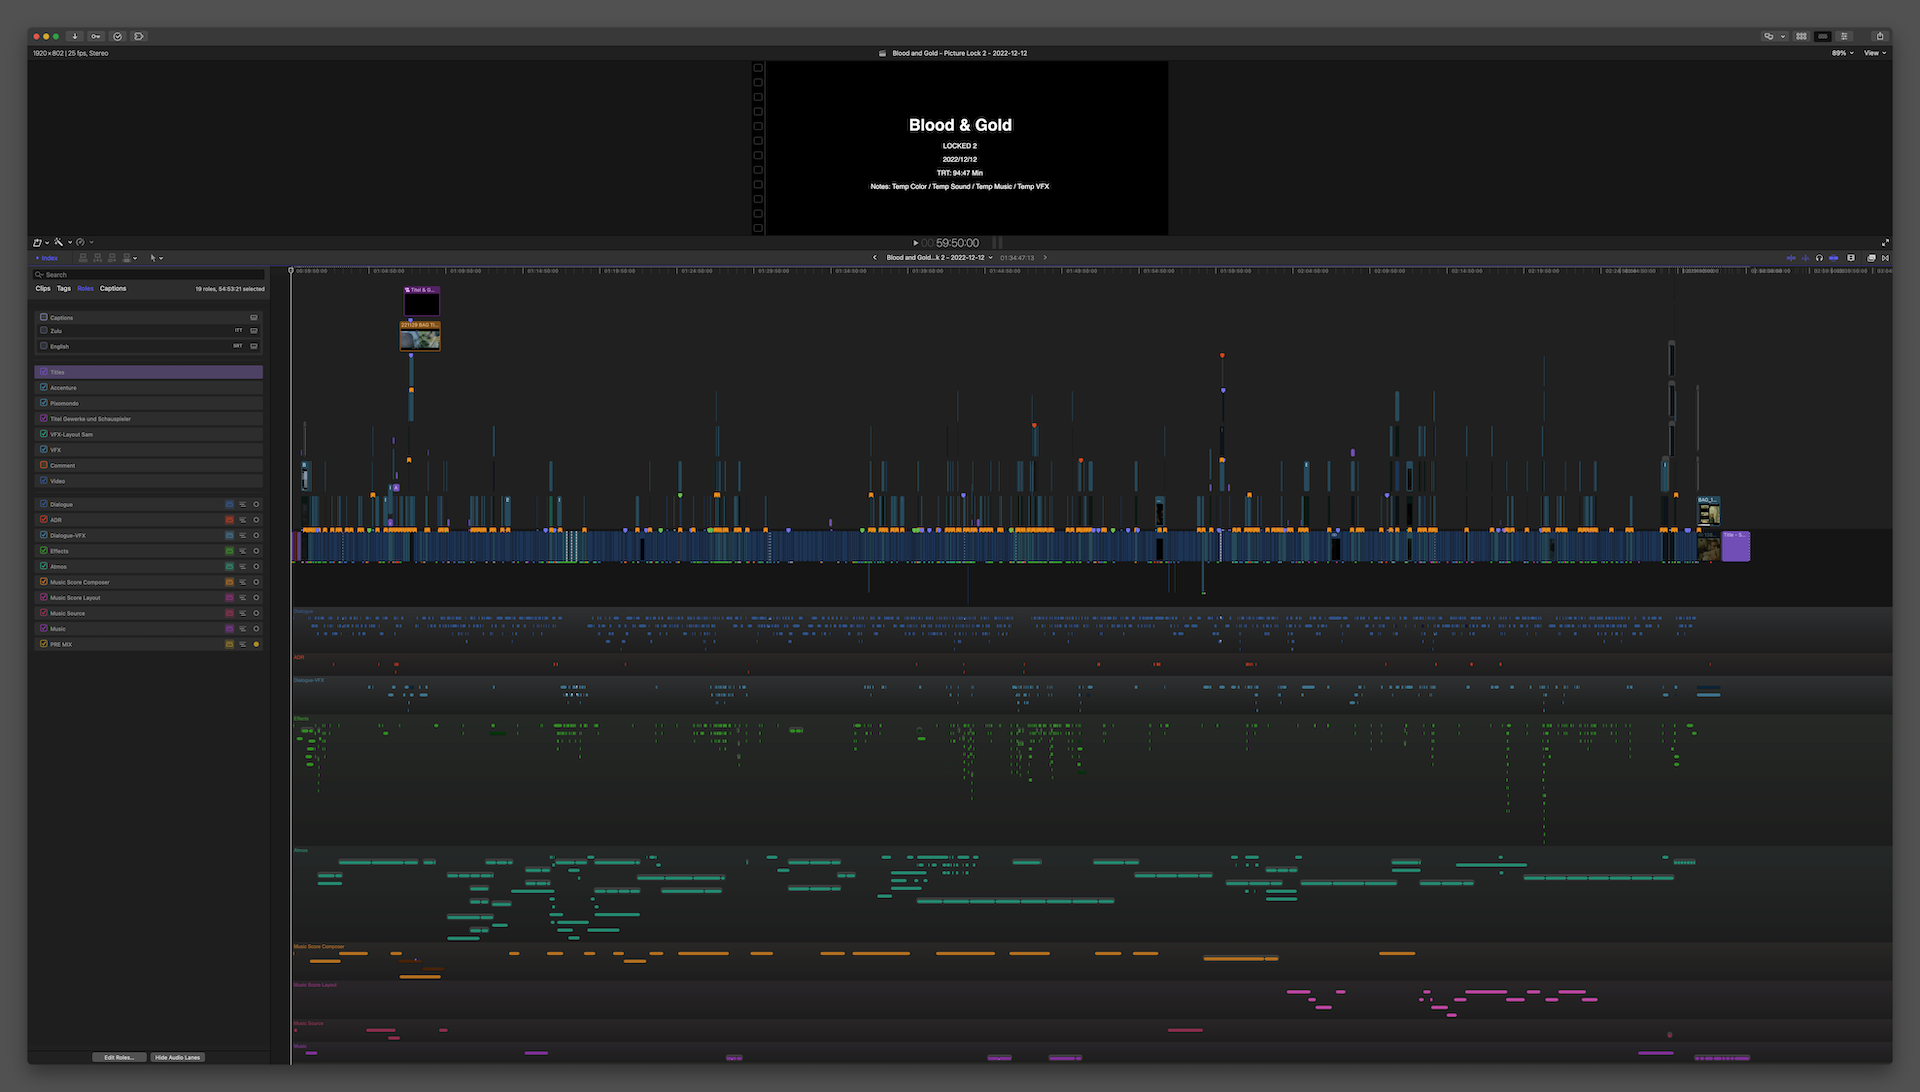 1920×802 | 25 fps, Stereo
Blood and Gold - Picture Lock 2 - 2022-12-12
89%
View
Blood & Gold
LOCKED 2
2022/12/12
TRT: 94:47 Min
Notes: Temp Color / Temp Sound / Temp Music / Temp VFX
00:59:50:00
Index
Blood and Gold...k 2 - 2022-12-12
01:34:47:13
Search
Clips Tags Roles Captions
19 roles, 54:53:21 selected
Captions
Zulu ITT
English SRT
Titles
Accenture
Pixomondo
Titel Gewerke und Schauspieler
VFX-Layout Sam
VFX
Comment
Video
Dialogue
ADR
Dialogue-VFX
Effects
Atmos
Music Score Composer
Music Score Layout
Music Source
Music
PRE MIX
Titel & G...
221129 BAG TI...
BAG_1...
Title - S...
Dialogue
ADR
Dialogue-VFX
Effects
Atmos
Music Score Composer
Music Score Layout
Music Source
Music
Edit Roles...
Hide Audio Lanes